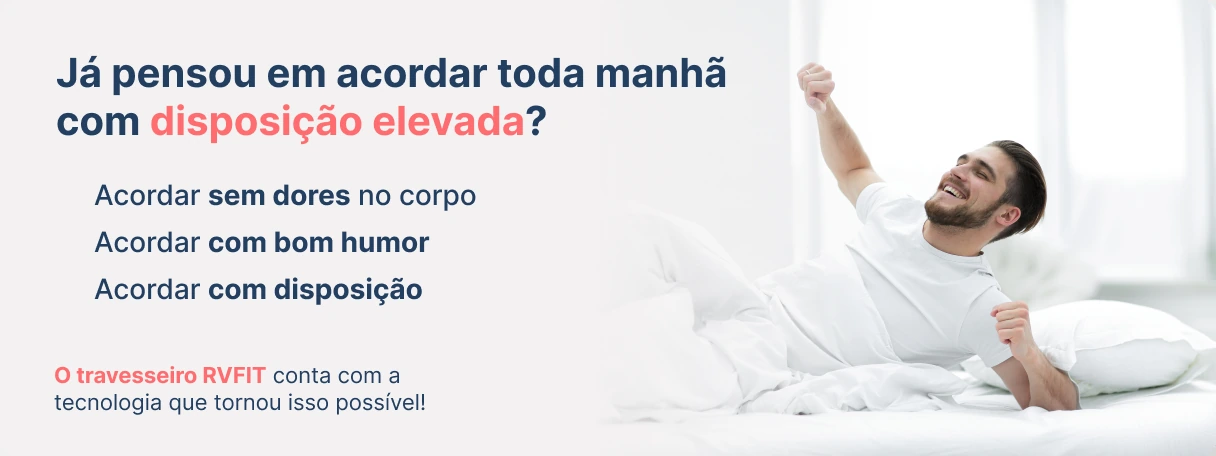 Já pensou em acordar toda manhã
com disposição elevada?
Acordar sem dores no corpo
Acordar com bom humor
Acordar com disposição
O travesseiro RVFIT conta com a
tecnologia que tornou isso possível!